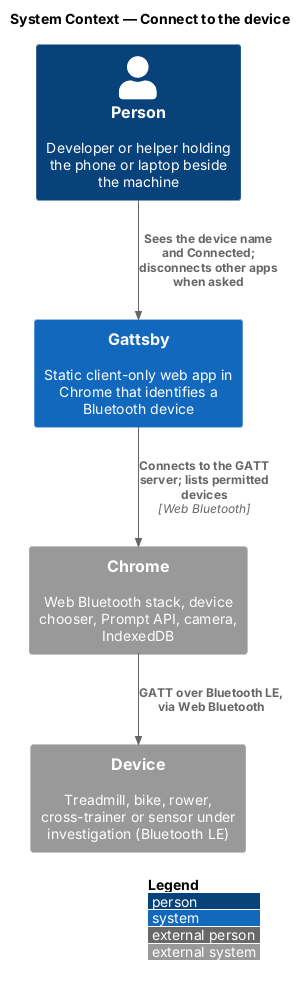 System Context — Connect to the device
Person
Developer or helper holding
the phone or laptop beside
the machine
Sees the device name
and Connected;
disconnects other apps
when asked
Gattsby
Static client-only web app in
Chrome that identifies a
Bluetooth device
Connects to the GATT
server; lists permitted
devices
[Web Bluetooth]
Chrome
Web Bluetooth stack, device
chooser, Prompt API, camera,
IndexedDB
GATT over Bluetooth LE,
via Web Bluetooth
Device
Treadmill, bike, rower,
cross-trainer or sensor under
investigation (Bluetooth LE)
Legend
person
system
external person
external system